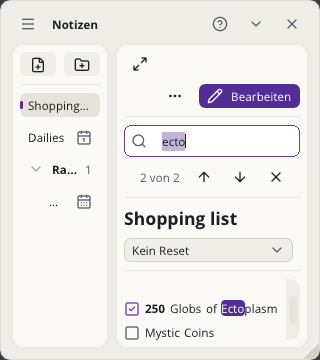 Notizen
Shopping...
Dailies
Ra... 1
...
Bearbeiten
ecto
2 von 2
Shopping list
Kein Reset
250 Globs of Ectoplasm
Mystic Coins